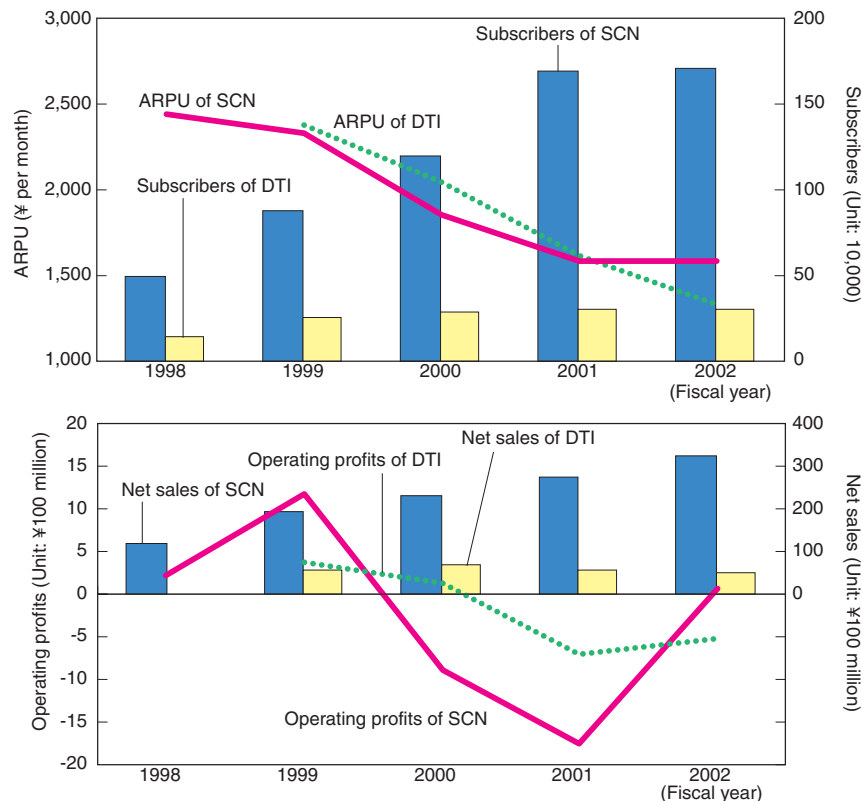 3,000
2,500
2,000
1,500
1,000
ARPU (¥ per month)
200
150
100
50
0
Subscribers (Unit: 10,000)
Subscribers of SCN
ARPU of SCN
ARPU of DTI
Subscribers of DTI
1998
1999
2000
2001
2002
(Fiscal year)
20
15
10
5
0
-5
-10
-15
-20
Operating profits (Unit: ¥100 million)
400
300
200
100
0
Net sales (Unit: ¥100 million)
Net sales of DTI
Operating profits of DTI
Net sales of SCN
Operating profits of SCN
1998
1999
2000
2001
2002
(Fiscal year)